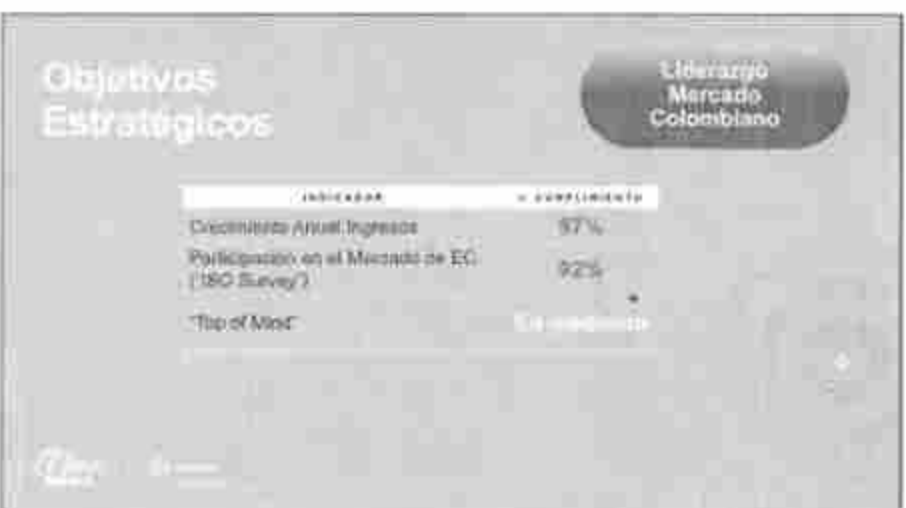 Objetivos
Estratégicos
Liderazgo
Mercado
Colombiano
INDICADOR
% CUMPLIMIENTO
Crecimiento Anual Ingresos
97%
Participación en el Mercado de EC
("ISO Survey")
92%
"Top of Mind"